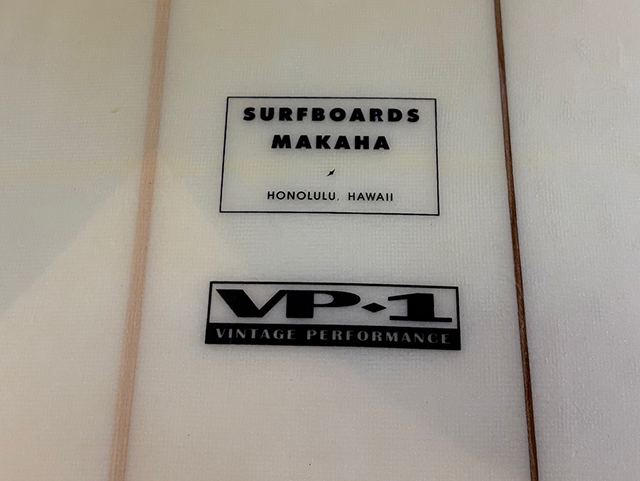 SURFBOARDS
MAKAHA
HONOLULU, HAWAII
VP·1
VINTAGE PERFORMANCE